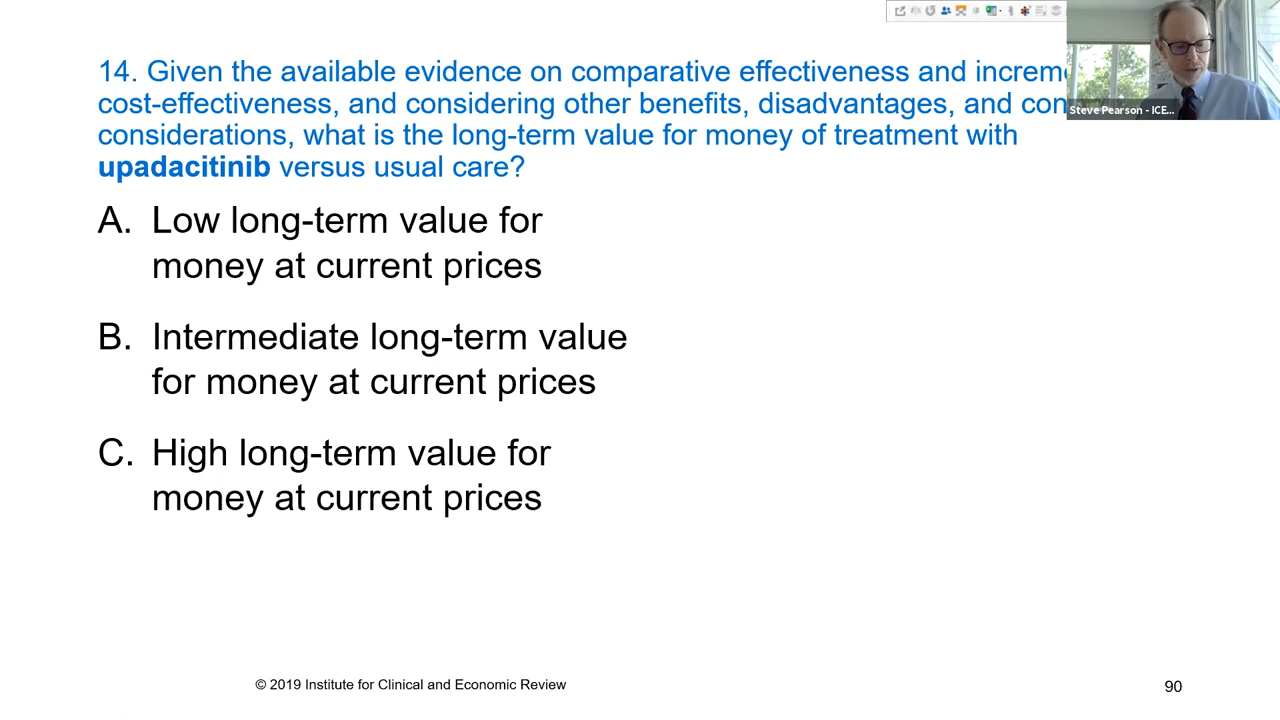 14. Given the available evidence on comparative effectiveness and increm
cost-effectiveness, and considering other benefits, disadvantages, and con
considerations, what is the long-term value for money of treatment with
upadacitinib versus usual care?
A. Low long-term value for
money at current prices
B. Intermediate long-term value
for money at current prices
C. High long-term value for
money at current prices
Steve Pearson - ICE...
© 2019 Institute for Clinical and Economic Review
90